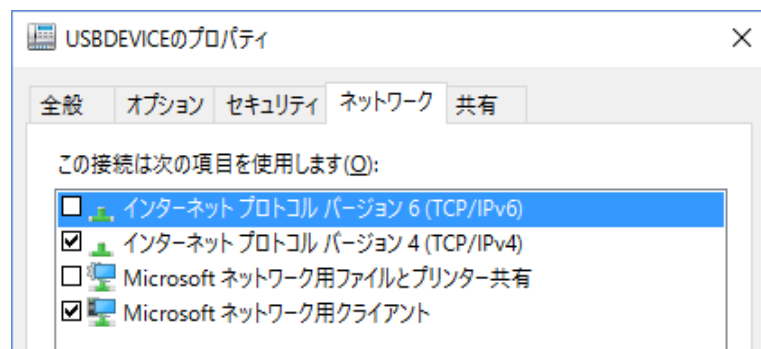 USBDEVICEのプロパティ
全般 オプション セキュリティ ネットワーク 共有
この接続は次の項目を使用します(O):
インターネット プロトコル バージョン 6 (TCP/IPv6)
インターネット プロトコル バージョン 4 (TCP/IPv4)
Microsoft ネットワーク用ファイルとプリンター共有
Microsoft ネットワーク用クライアント